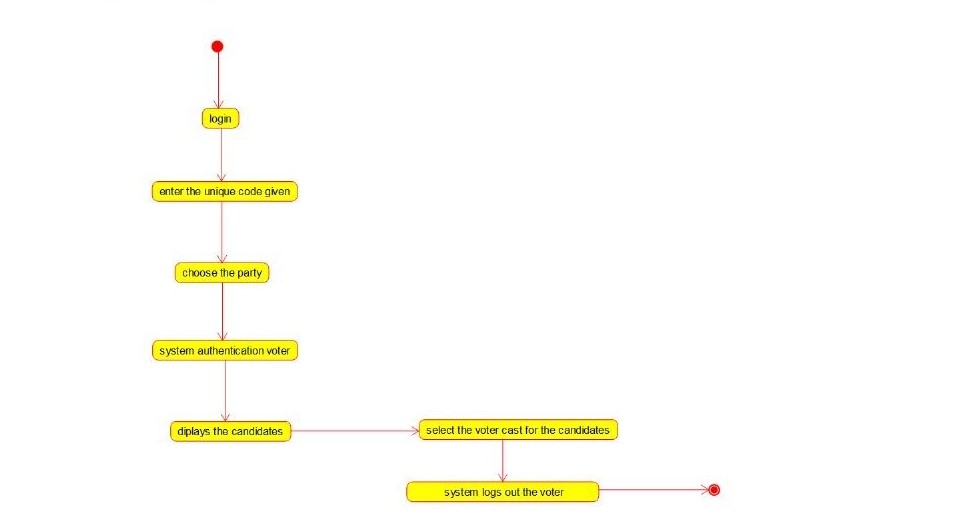 login
enter the unique code given
choose the party
system authentication voter
diplays the candidates
select the voter cast for the candidates
system logs out the voter